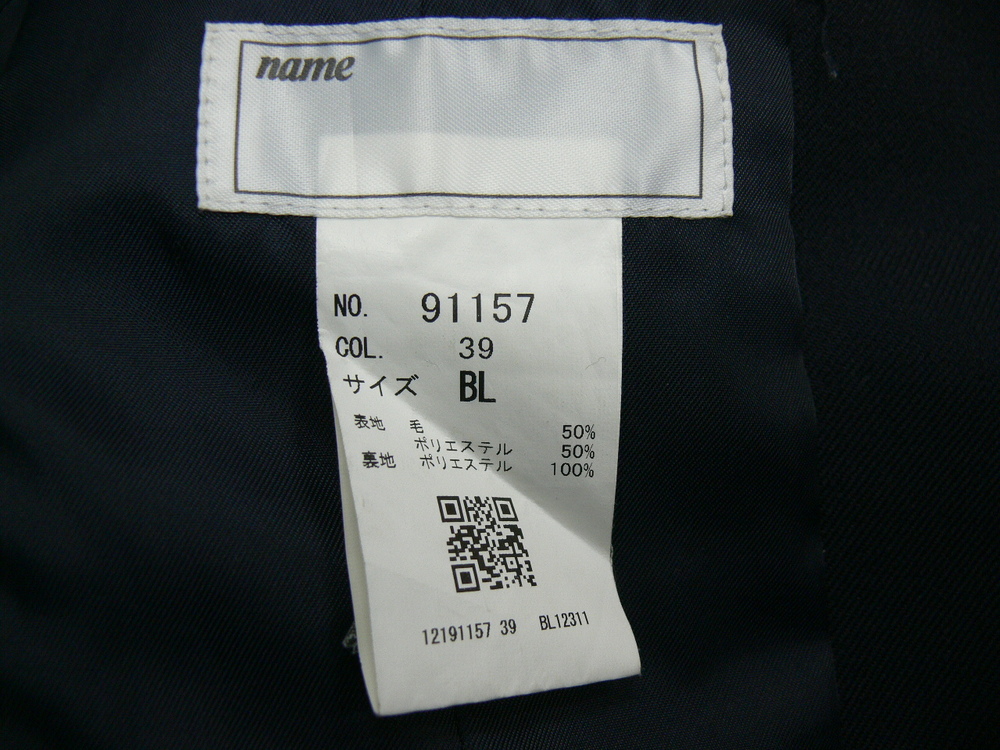 name
NO. 91157
COL. 39
サイズ BL
表地 毛 50%
ポリエステル 50%
裏地 ポリエステル 100%
12191157 39 BL12311